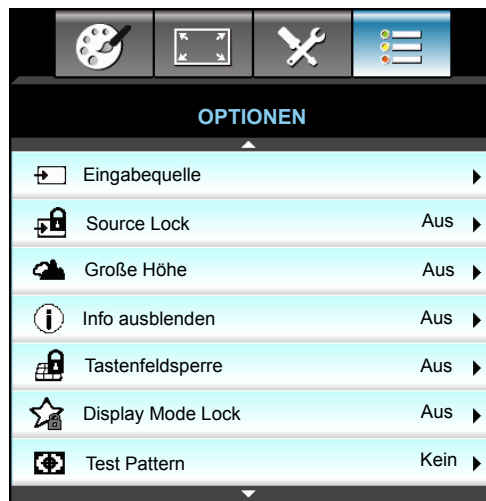 OPTIONEN
Eingabequelle
Source Lock Aus
Große Höhe Aus
Info ausblenden Aus
Tastenfeldsperre Aus
Display Mode Lock Aus
Test Pattern Kein